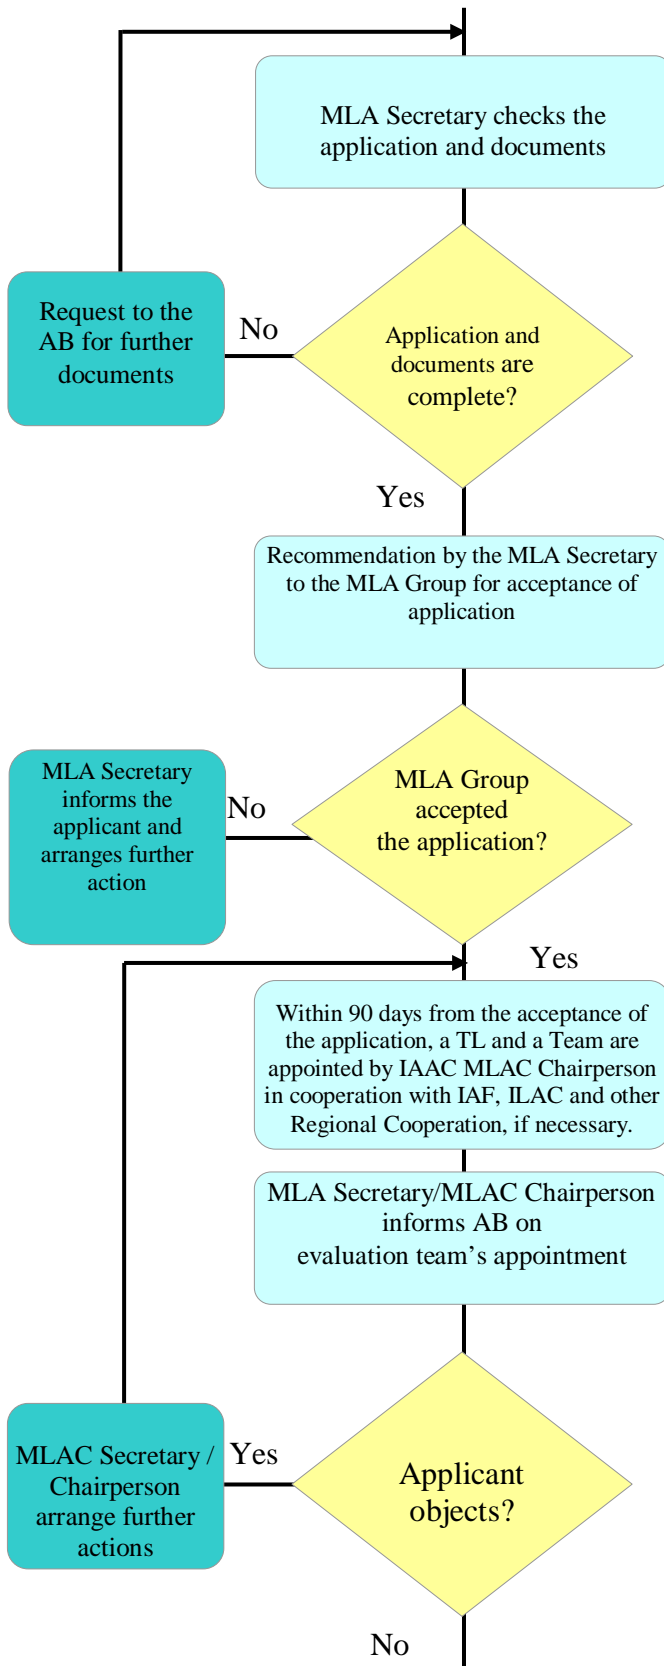 MLA Secretary checks the
application and documents
Request to the
AB for further
documents
No
Application and
documents are
complete?
Yes
Recommendation by the MLA Secretary
to the MLA Group for acceptance of
application
MLA Secretary
informs the
applicant and
arranges further
action
No
MLA Group
accepted
the application?
Yes
Within 90 days from the acceptance of
the application, a TL and a Team are
appointed by IAAC MLAC Chairperson
in cooperation with IAF, ILAC and other
Regional Cooperation, if necessary.
MLA Secretary/MLAC Chairperson
informs AB on
evaluation team’s appointment
MLAC Secretary /
Chairperson
arrange further
actions
Yes
Applicant
objects?
No